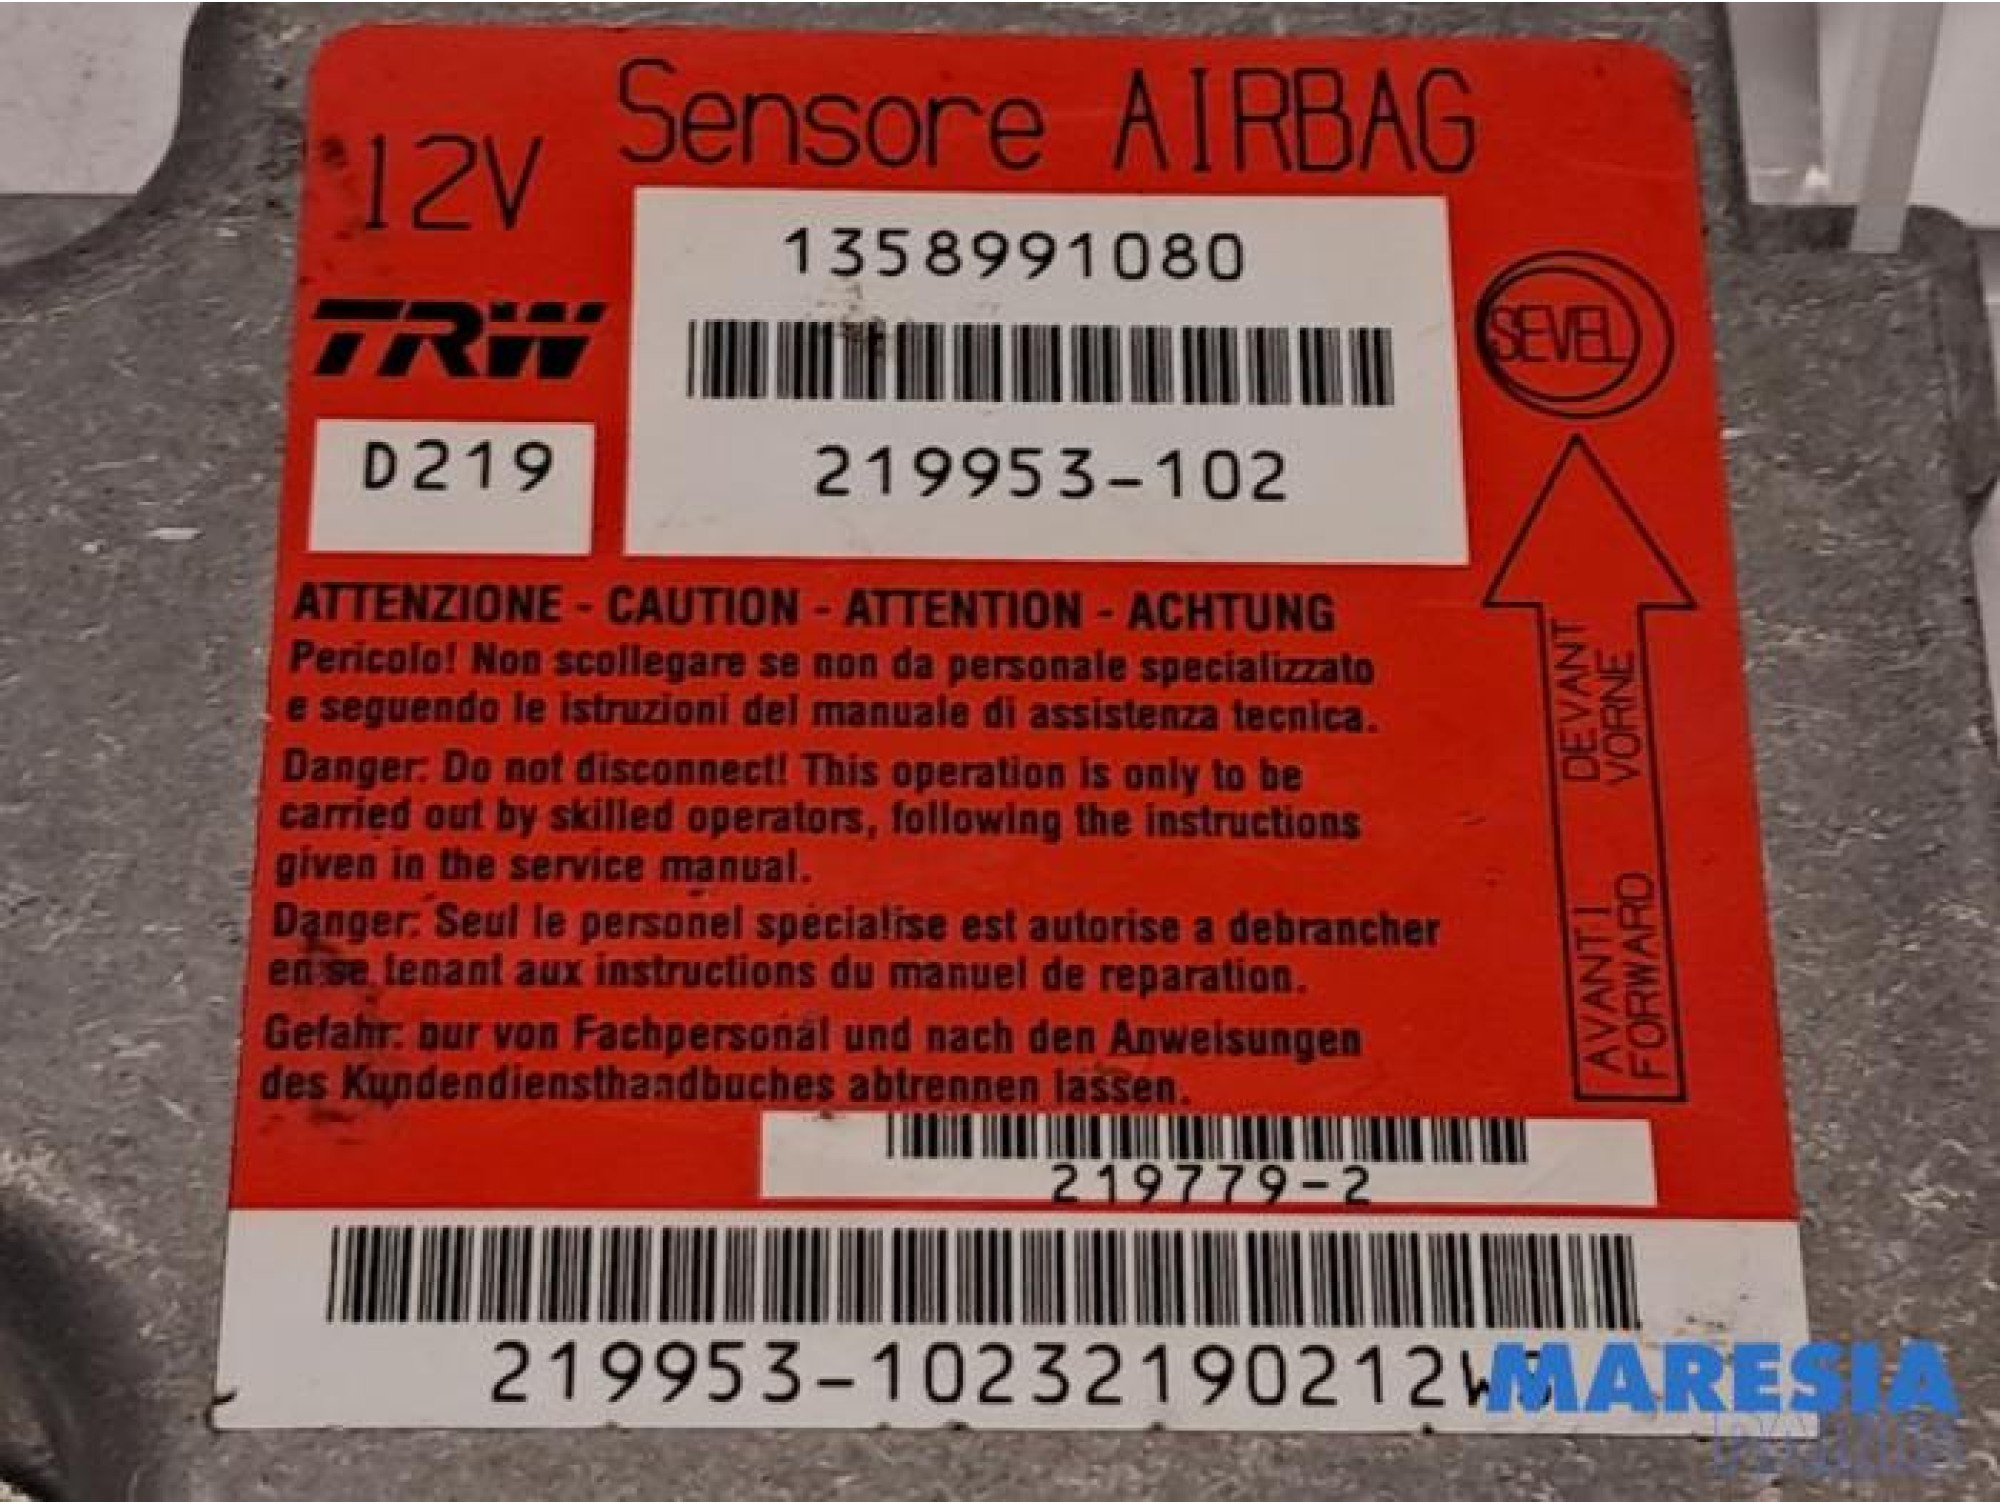 Sensore AIRBAG
12V
1358991080
TRW
SEVEL
D219
219953-102
ATTENZIONE - CAUTION - ATTENTION - ACHTUNG
Pericolo! Non scollegare se non da personale specializzato
e seguendo le istruzioni del manuale di assistenza tecnica.
Danger: Do not disconnect! This operation is only to be
carried out by skilled operators, following the instructions
given in the service manual.
Danger: Seul le personel specialise est autorise a debrancher
en se tenant aux instructions du manuel de reparation.
Gefahr: nur von Fachpersonal und nach den Anweisungen
des Kundendiensthandbuches abtrennen lassen.
DEVANT
VORNE
AVANTI
FORWARD
219779-2
219953-10232190212W
MARESIA